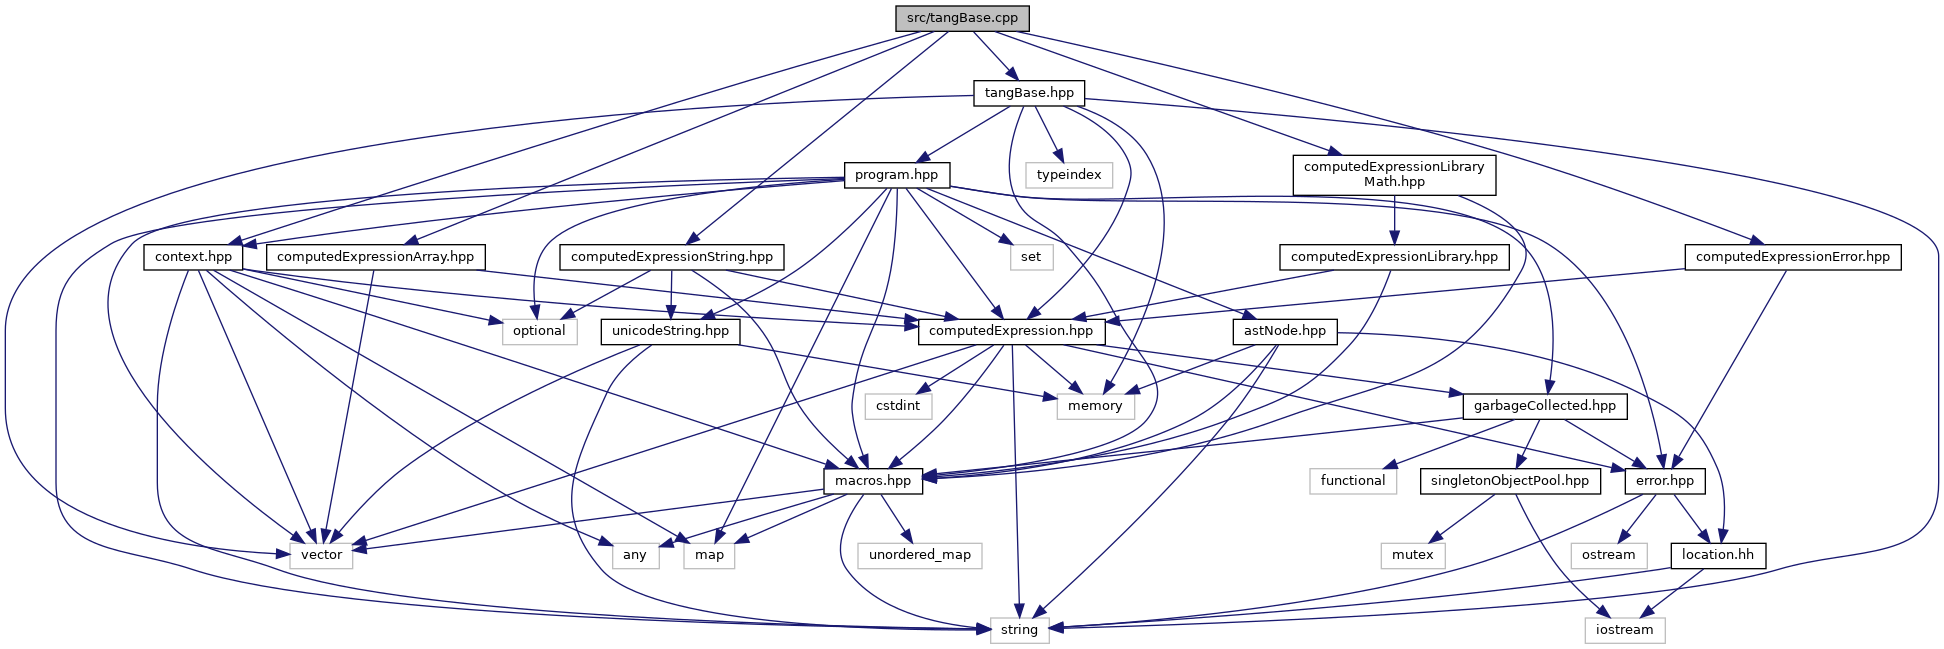 src/tangBase.cpp
tangBase.hpp
program.hpp
typeindex
computedExpressionLibrary
Math.hpp
context.hpp
computedExpressionArray.hpp
computedExpressionString.hpp
set
computedExpressionLibrary.hpp
computedExpressionError.hpp
optional
unicodeString.hpp
computedExpression.hpp
astNode.hpp
cstdint
memory
garbageCollected.hpp
macros.hpp
functional
singletonObjectPool.hpp
error.hpp
vector
any
map
unordered_map
mutex
ostream
location.hh
string
iostream